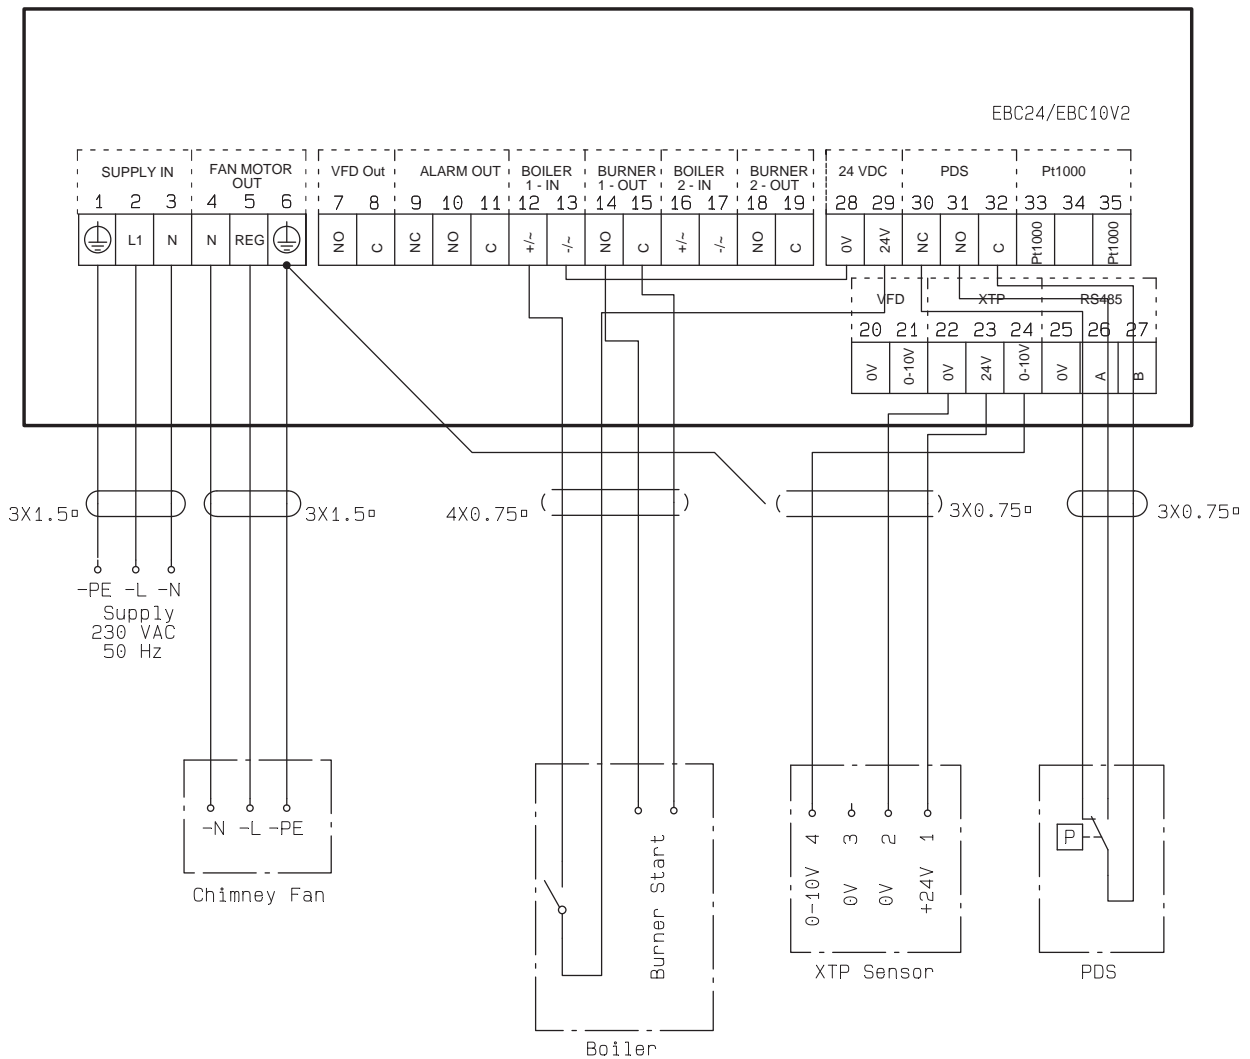 EBC24/EBC10V2
SUPPLY IN
FAN MOTOR
OUT
VFD Out
ALARM OUT
BOILER
1 - IN
BURNER
1 - OUT
BOILER
2 - IN
BURNER
2 - OUT
24 VDC
PDS
Pt1000
1 2 3 4 5 6 7 8 9 10 11 12 13 14 15 16 17 18 19 28 29 30 31 32 33 34 35
L1 N N REG NO C NC NO C +/~ -/~ NO C +/~ -/~ NO C 0V 24V NC NO C Pt1000 Pt1000
VFD
XTP
RS485
20 21 22 23 24 25 26 27
0V 0-10V 0V 24V 0-10V 0V A B
3X1.5▫
3X1.5▫
4X0.75▫
3X0.75▫
3X0.75▫
-PE -L -N
Supply
230 VAC
50 Hz
-N -L -PE
Chimney Fan
Burner Start
Boiler
4 3 2 1
0-10V 0V 0V +24V
XTP Sensor
P
PDS